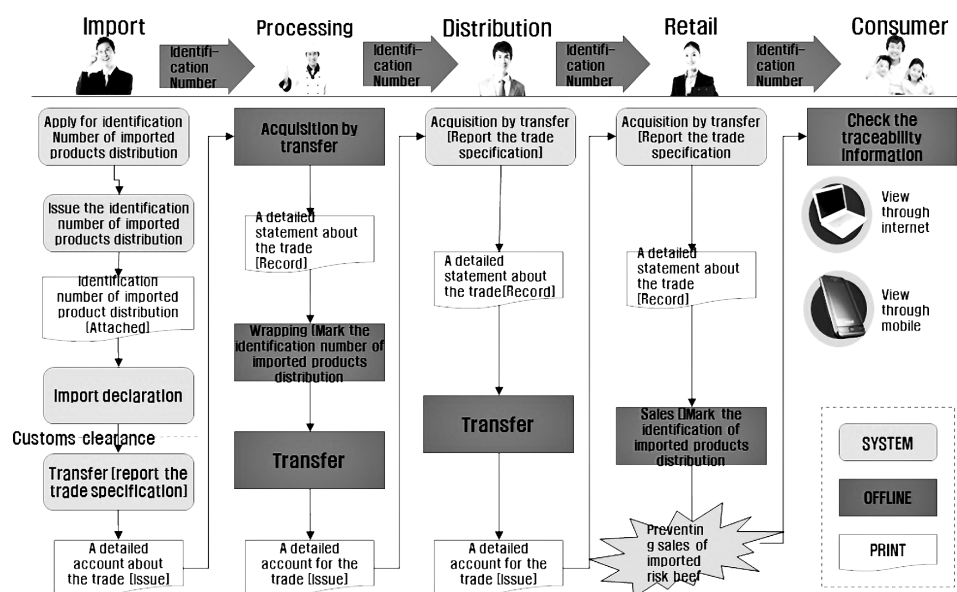 Import
Processing
Distribution
Retail
Consumer
Identifi-
cation
Number
Identifi-
cation
Number
Identifi-
cation
Number
Identifi-
cation
Number
Apply for identification
Number of imported
products distribution
Issue the identification
number of imported
products distribution
Identification
number of imported
product distribution
[Attached]
Import declaration
Customs clearance
Transfer [report the
trade specification]
A detailed
account about
the trade [Issue]
Acquisition by
transfer
A detailed
statement about
the trade
[Record]
Wrapping [Mark the
identification number of
imported products
distribution
Transfer
A detailed
account for the
trade [Issue]
Acquisition by transfer
[Report the trade
specification]
A detailed
statement about
the trade[Record]
Transfer
A detailed
account for the
trade [Issue]
Acquisition by transfer
[Report the trade
specification
A detailed
statement about
the trade
[Record]
Sales [Mark the
identification of
imported products
distribution
Preventin
g sales of
imported
risk beef
Check the
traceability
Information
View
through
internet
View
through
mobile
SYSTEM
OFFLINE
PRINT